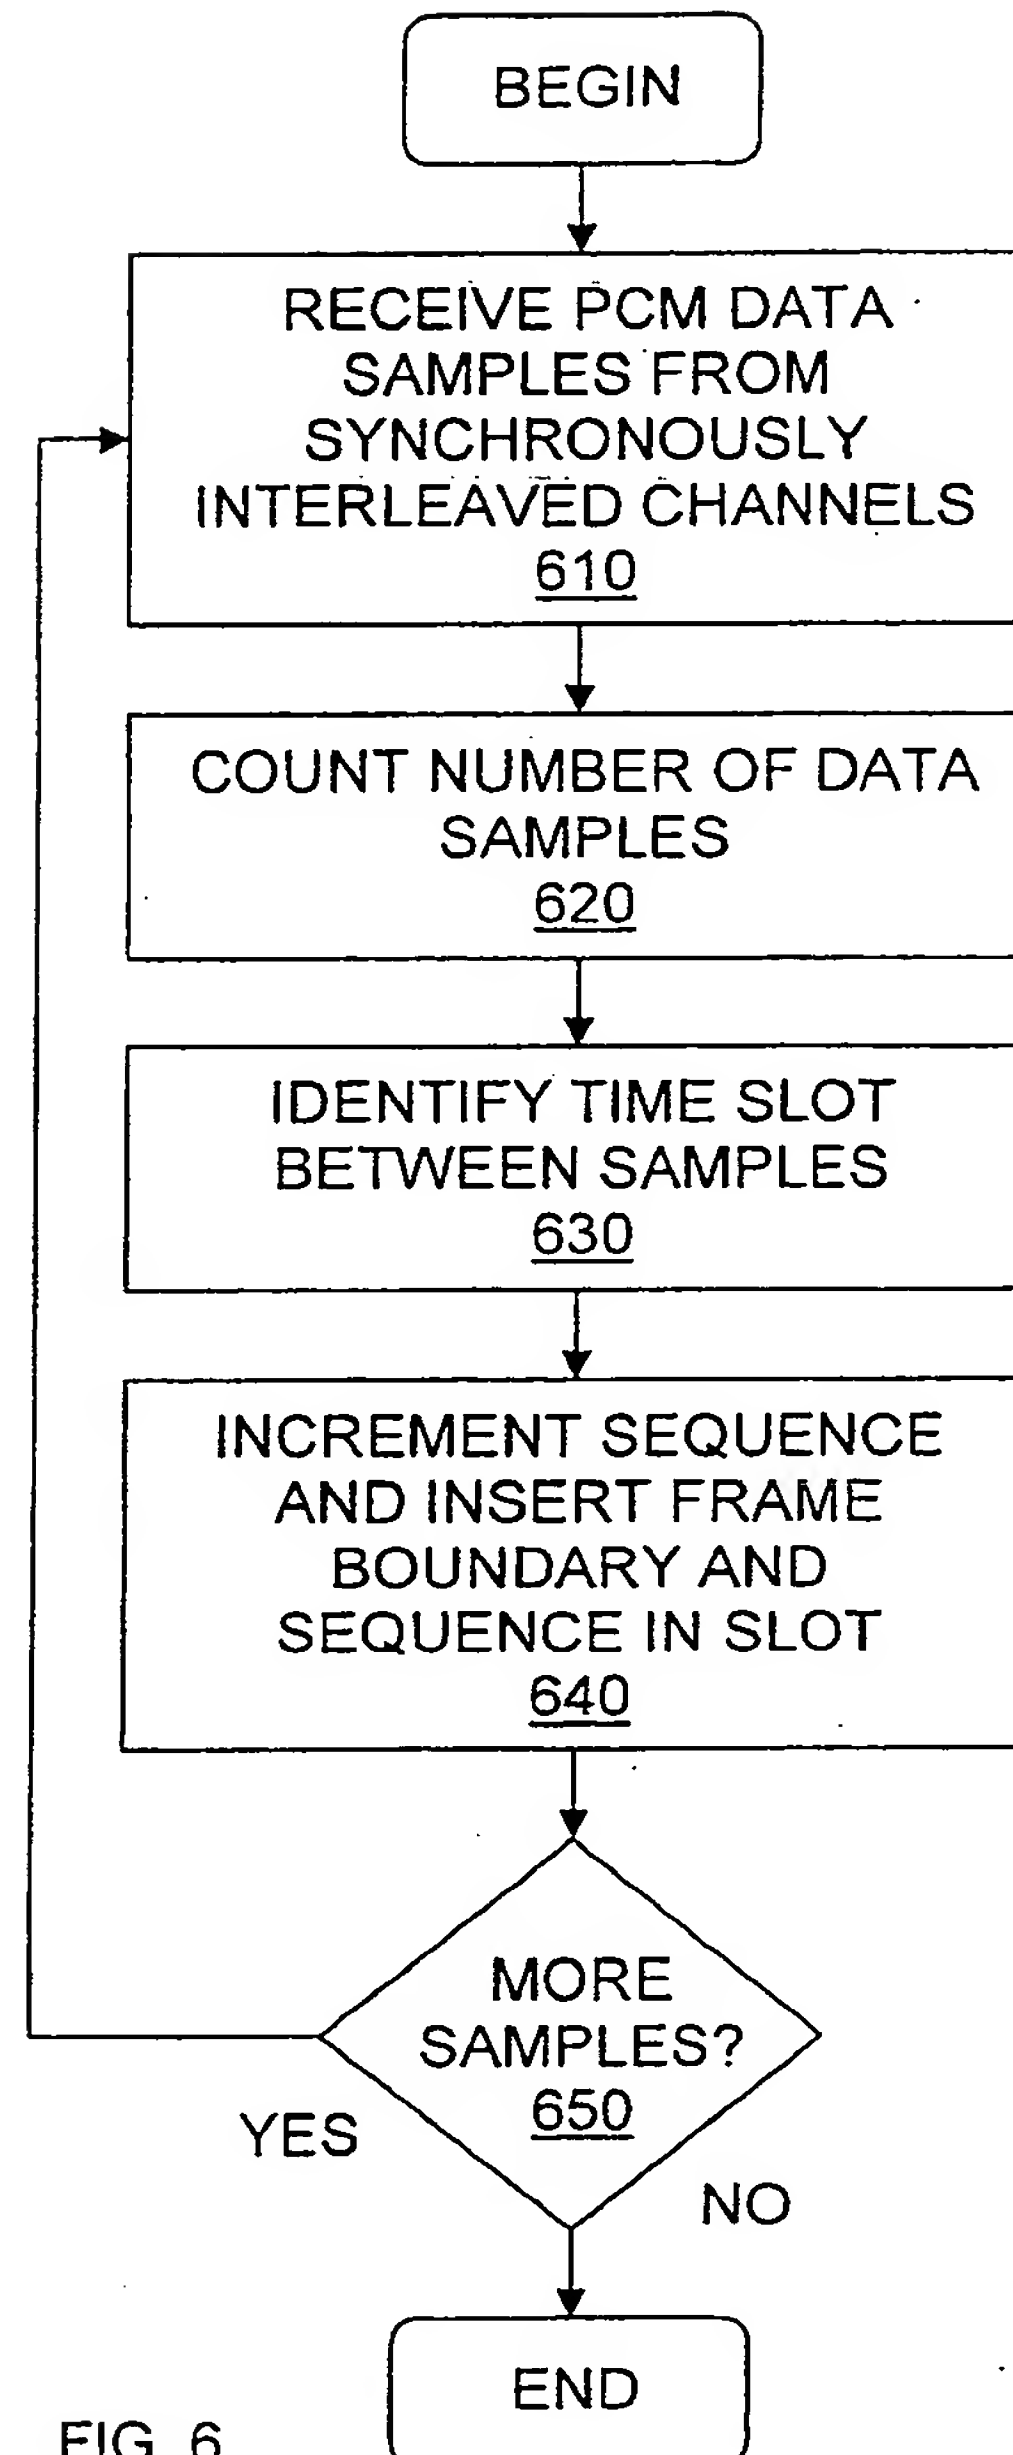 BEGIN
RECEIVE PCM DATA
SAMPLES FROM
SYNCHRONOUSLY
INTERLEAVED CHANNELS
610
COUNT NUMBER OF DATA
SAMPLES
620
IDENTIFY TIME SLOT
BETWEEN SAMPLES
630
INCREMENT SEQUENCE
AND INSERT FRAME
BOUNDARY AND
SEQUENCE IN SLOT
640
MORE
SAMPLES?
650
YES
NO
END
FIG. 6